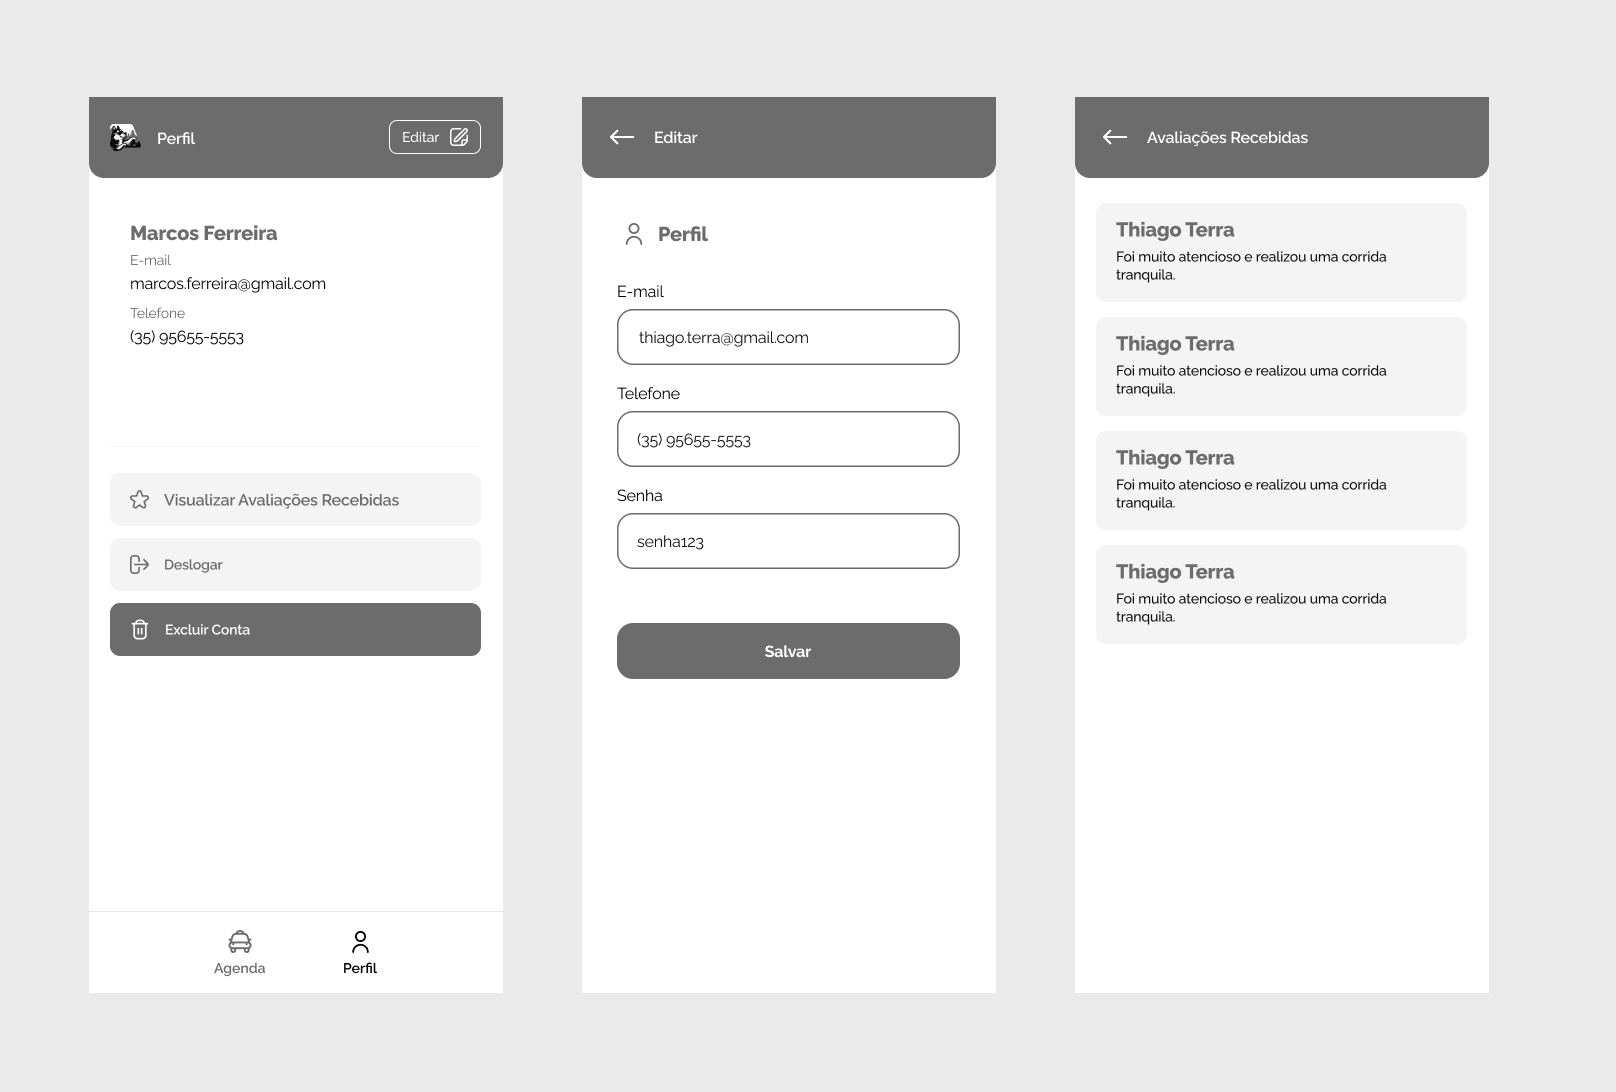 Perfil
Editar
Marcos Ferreira
E-mail
marcos.ferreira@gmail.com
Telefone
(35) 95655-5553
Visualizar Avaliações Recebidas
Deslogar
Excluir Conta
Agenda
Perfil
Editar
Perfil
E-mail
thiago.terra@gmail.com
Telefone
(35) 95655-5553
Senha
senha123
Salvar
Avaliações Recebidas
Thiago Terra
Foi muito atencioso e realizou uma corrida
tranquila.
Thiago Terra
Foi muito atencioso e realizou uma corrida
tranquila.
Thiago Terra
Foi muito atencioso e realizou uma corrida
tranquila.
Thiago Terra
Foi muito atencioso e realizou uma corrida
tranquila.